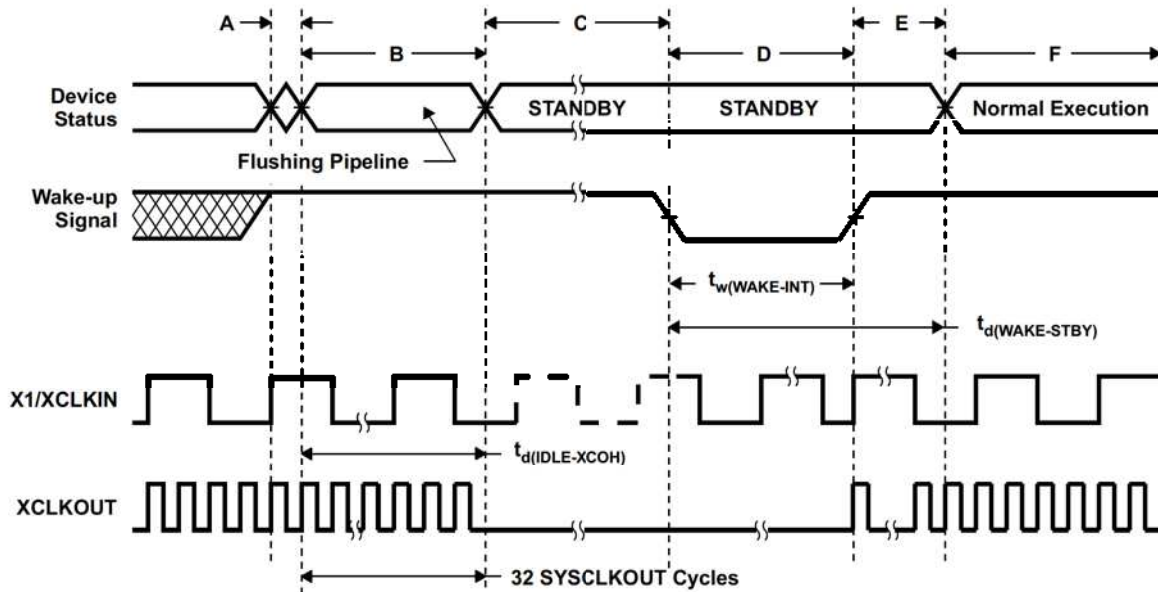 A
B
C
D
E
F
Device
Status
STANDBY
STANDBY
Normal Execution
Flushing Pipeline
Wake-up
Signal
tw(WAKE-INT)
td(WAKE-STBY)
X1/XCLKIN
td(IDLE-XCOH)
XCLKOUT
32 SYSCLKOUT Cycles